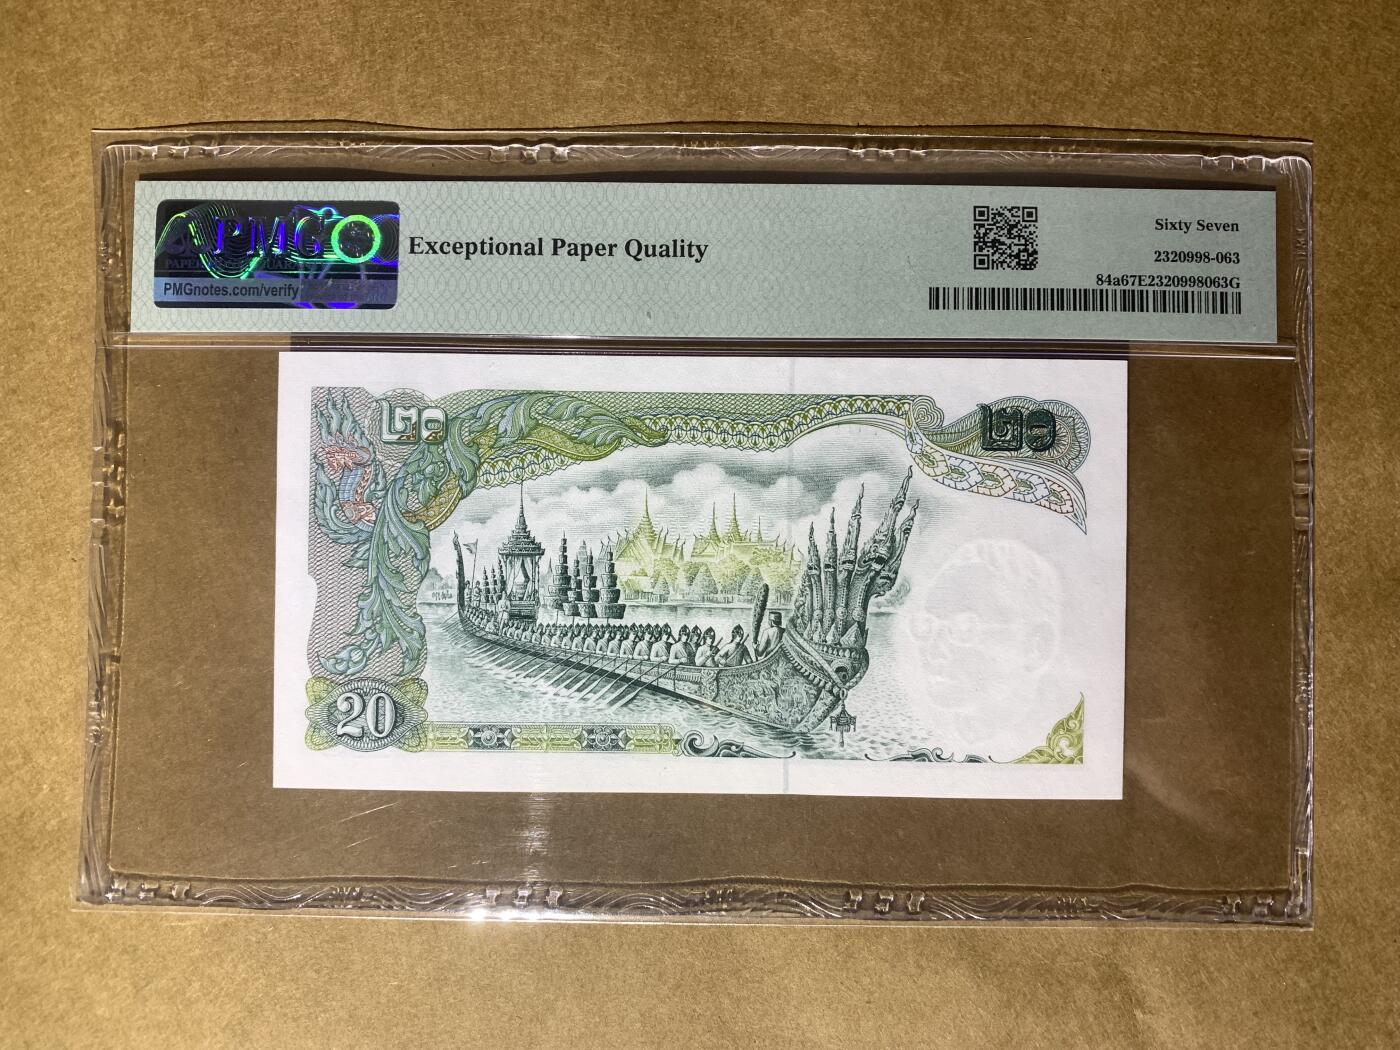 PMG
PMGnotes.com/verify
Exceptional Paper Quality
Sixty Seven
2320998-063
84a67E2320998063G
๒๐
๒๐
20